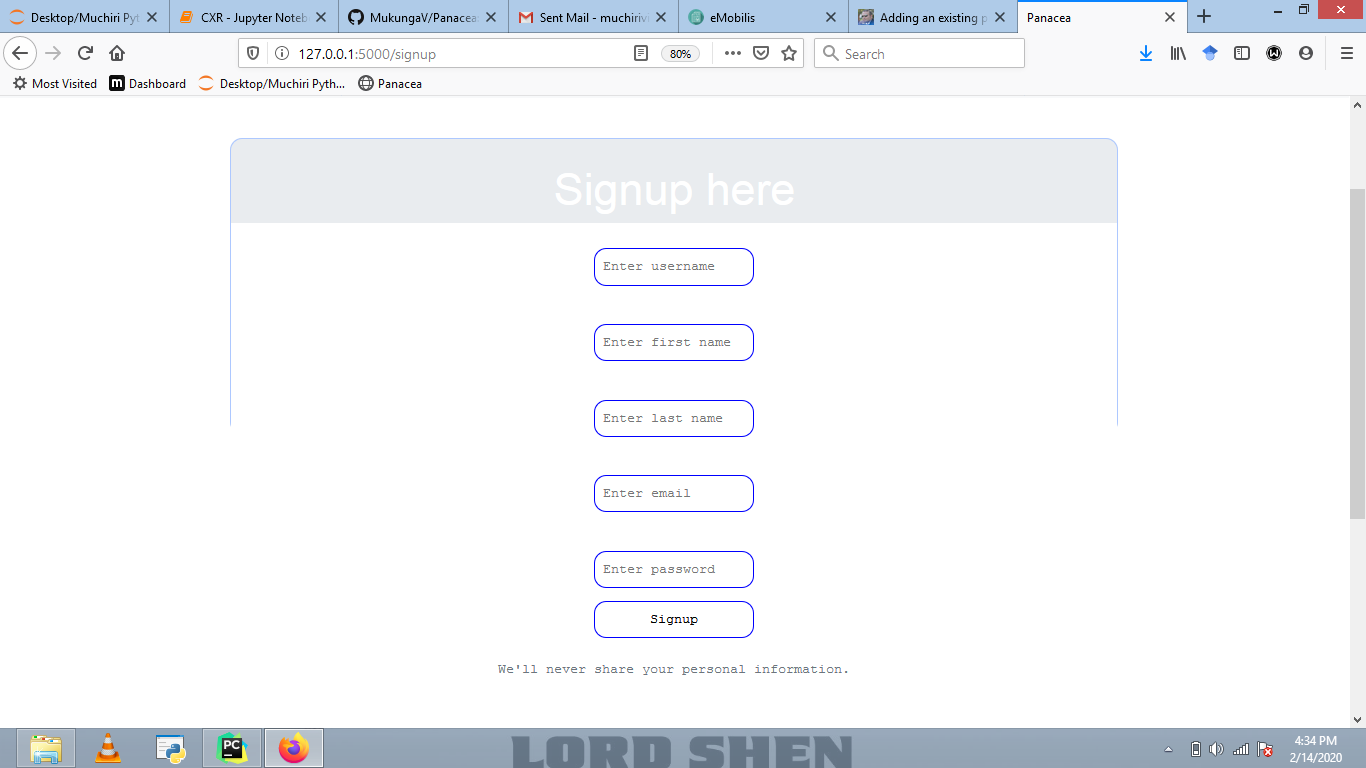 Desktop/Muchiri Pyt
CXR - Jupyter Noteb
MukungaV/Panacea:
Sent Mail - muchirivi
eMobilis
Adding an existing p
Panacea
127.0.0.1:5000/signup
80%
Search
Most Visited
Dashboard
Desktop/Muchiri Pyth...
Panacea
Signup here
Enter username
Enter first name
Enter last name
Enter email
Enter password
Signup
We'll never share your personal information.
PC
LORD SHEN
4:34 PM
2/14/2020